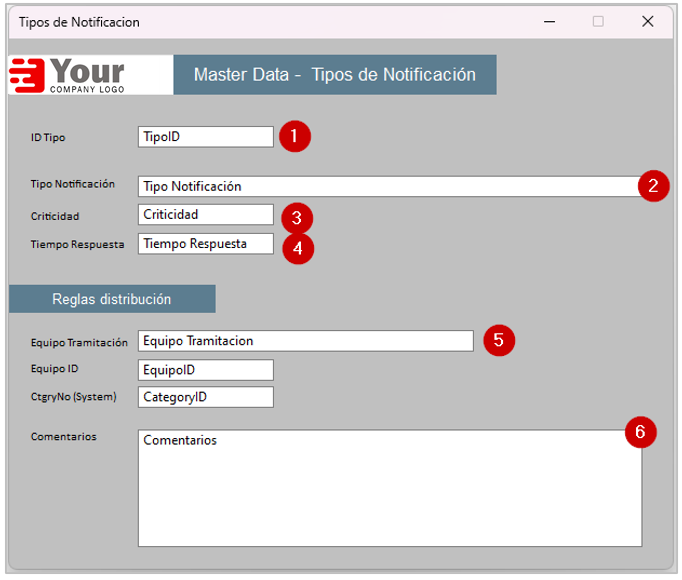 Tipos de Notificacion
Your
COMPANY LOGO
Master Data - Tipos de Notificación
ID Tipo TipoID 1
Tipo Notificación Tipo Notificación 2
Criticidad Criticidad 3
Tiempo Respuesta Tiempo Respuesta 4
Reglas distribución
Equipo Tramitación Equipo Tramitacion 5
Equipo ID EquipoID
CtgryNo (System) CategoryID
Comentarios Comentarios 6